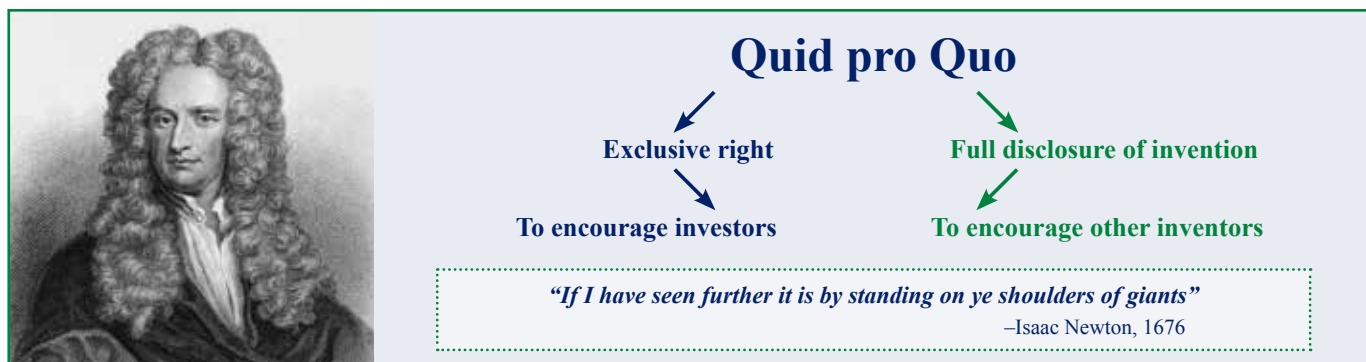 Quid pro Quo
Exclusive right
Full disclosure of invention
To encourage investors
To encourage other inventors
“If I have seen further it is by standing on ye shoulders of giants”
–Isaac Newton, 1676